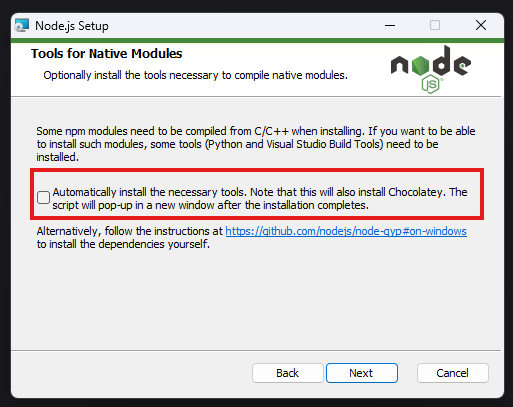 Node.js Setup
Tools for Native Modules
Optionally install the tools necessary to compile native modules.
node
JS
Some npm modules need to be compiled from C/C++ when installing. If you want to be able
to install such modules, some tools (Python and Visual Studio Build Tools) need to be
installed.
Automatically install the necessary tools. Note that this will also install Chocolatey. The
script will pop-up in a new window after the installation completes.
Alternatively, follow the instructions at https://github.com/nodejs/node-gyp#on-windows
to install the dependencies yourself.
Back
Next
Cancel